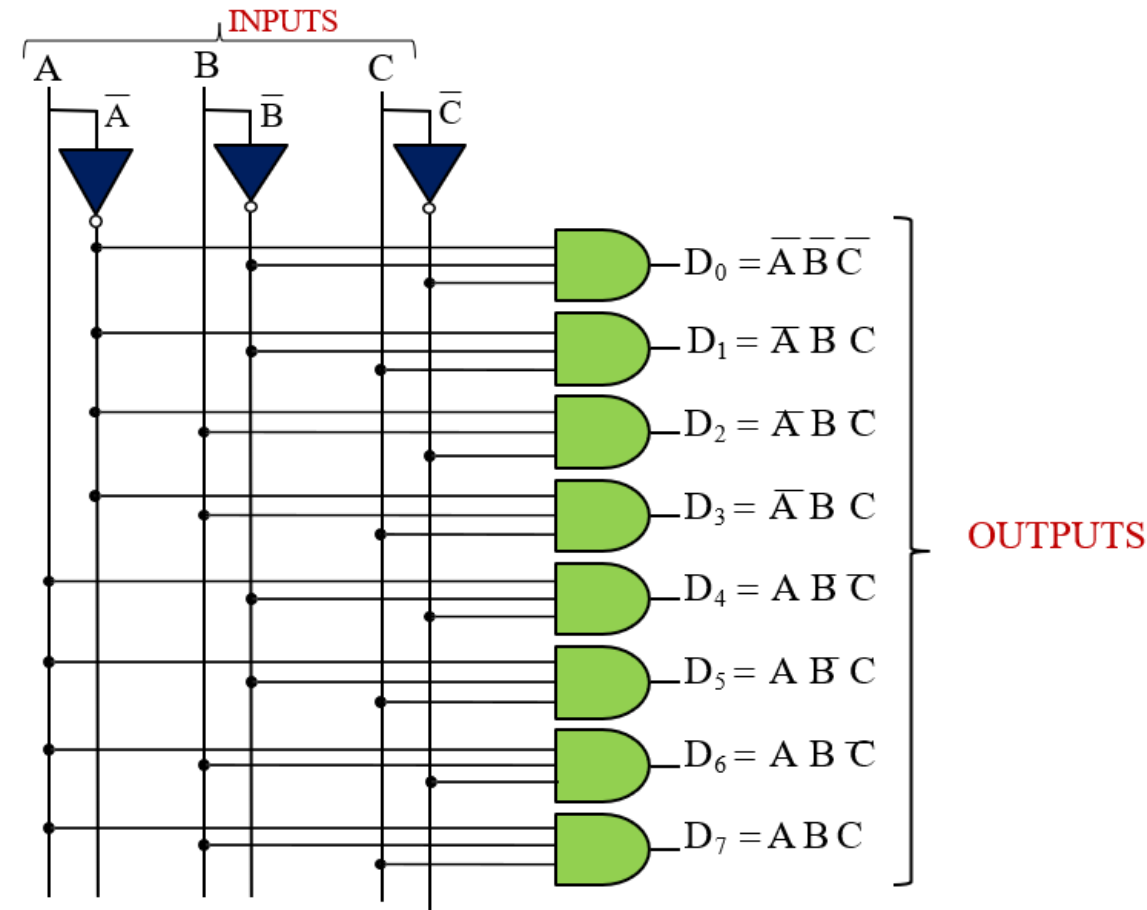 INPUTS
A B C
A̅ B̅ C̅
D₀ = A̅ B̅ C̅
D₁ = A̅ B̅ C
D₂ = A̅ B C̅
D₃ = A̅ B C
D₄ = A B̅ C̅
D₅ = A B̅ C
D₆ = A B C̅
OUTPUTS
D₇ = A B C